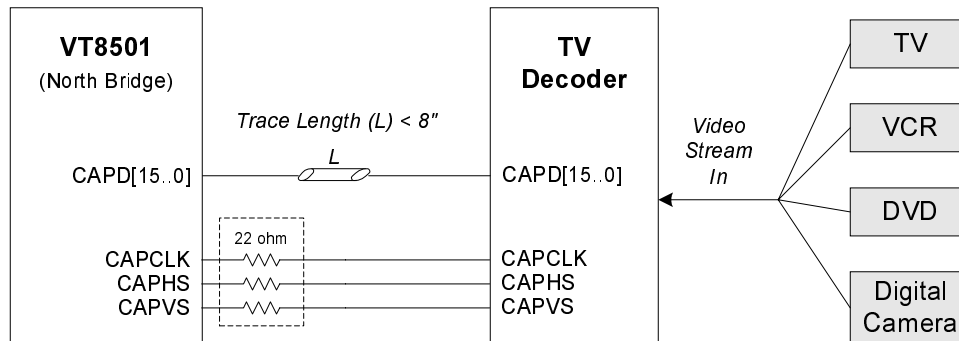 VT8501
(North Bridge)
TV
Decoder
Trace Length (L) < 8"
L
CAPD[15..0]
CAPD[15..0]
22 ohm
CAPCLK
CAPHS
CAPVS
CAPCLK
CAPHS
CAPVS
Video
Stream
In
TV
VCR
DVD
Digital
Camera